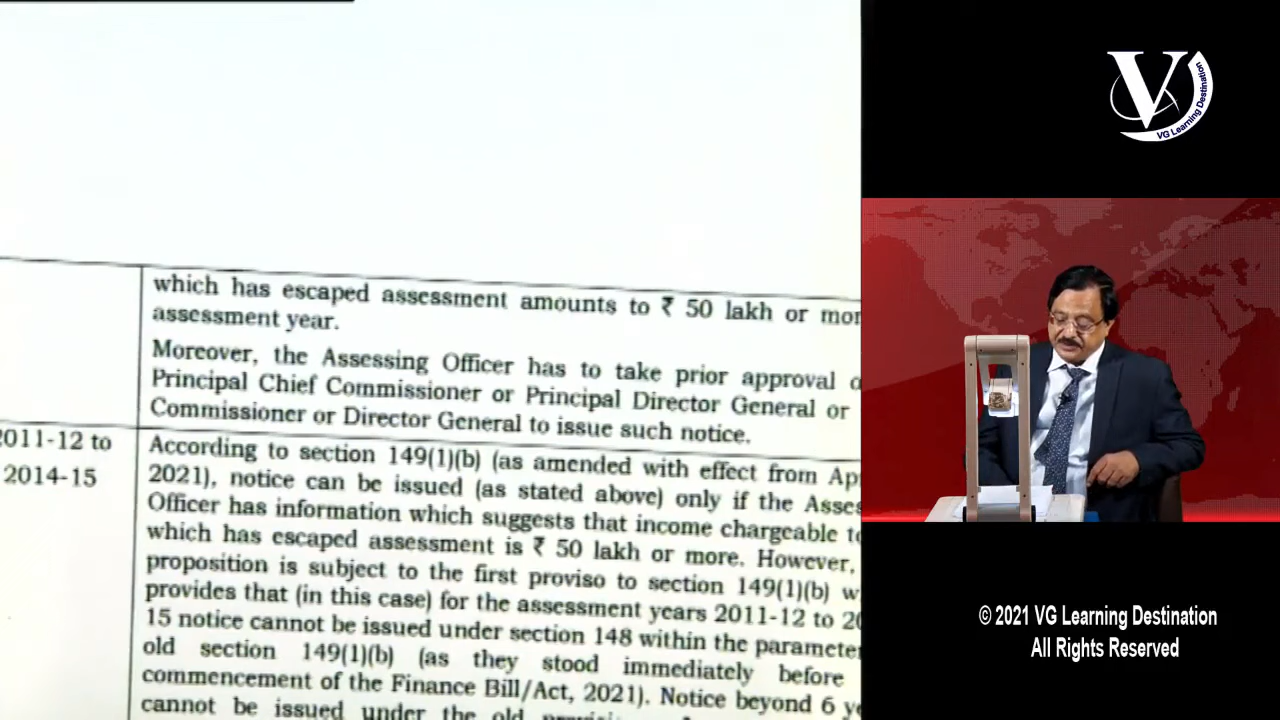 which has escaped assessment amounts to ₹ 50 lakh or
assessment year.
Moreover, the Assessing Officer has to take prior approval
Principal Chief Commissioner or Principal Director General or
Commissioner or Director General to issue such notice.
2011-12 to
2014-15
According to section 149(1)(b) (as amended with effect from
2021), notice can be issued (as stated above) only if the
Officer has information which suggests that income chargeable
which has escaped assessment is ₹ 50 lakh or more. However,
proposition is subject to the first proviso to section 149(1)(b)
provides that (in this case) for the assessment years 2011-12 to
15 notice cannot be issued under section 148 within the
old section 149(1)(b) (as they stood immediately before
commencement of the Finance Bill/Act, 2021). Notice beyond 6
cannot be issued under the old
V
VG Learning Destination
© 2021 VG Learning Destination
All Rights Reserved